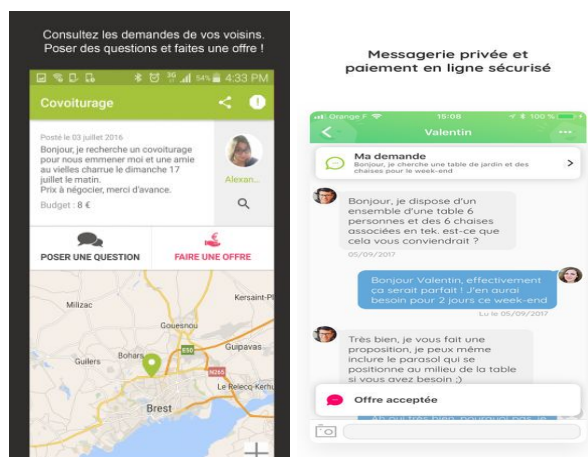 Consultez les demandes de vos voisins.
Poser des questions et faites une offre !
3G 54% 4:33 PM
Covoiturage
Posté le 03 juillet 2016
Bonjour, je recherche un covoiturage
pour nous emmener moi et une amie
au vielles charrue le dimanche 17
juillet le matin.
Prix à négocier, merci d'avance.
Budget : 8 €
Alexan...
POSER UNE QUESTION
FAIRE UNE OFFRE
Milizac
Kersaint-Pl
Gouesnou
Bohars
E50
Guipavas
Guilers
N265
Le Relecq-Kerhu
Brest
Messagerie privée et
paiement en ligne sécurisé
Orange F 15:08 100 %
Valentin
Ma demande
Bonjour, je cherche une table de jardin et des
chaises pour le week-end
Bonjour, je dispose d'un
ensemble d'une table 6
personnes et des 6 chaises
associées en tek. est-ce que
cela vous conviendrait ?
05/09/2017
Bonjour Valentin, effectivement
ça serait parfait ! J'en aurai
besoin pour 2 jours ce week-end
Lu le 05/09/2017
Très bien, je vous fait une
proposition, je peux même
inclure le parasol qui se
positionne au milieu de la table
si vous avez besoin ;)
Offre acceptée